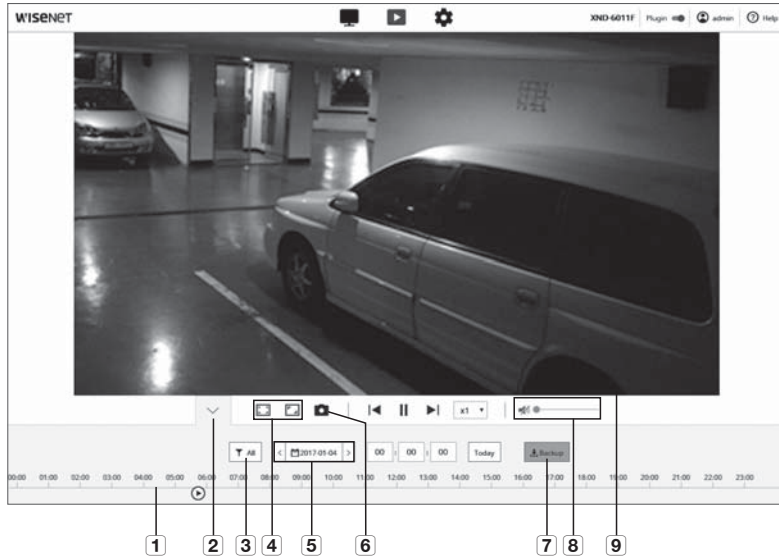 WISENET
XND-6011F Plugin admin Help
x1
All 2017-01-04 00 : 00 : 00 Today Backup
00:00 01:00 02:00 03:00 04:00 05:00 06:00 07:00 08:00 09:00 10:00 11:00 12:00 13:00 14:00 15:00 16:00 17:00 18:00 19:00 20:00 21:00 22:00 23:00
1 2 3 4 5 6 7 8 9